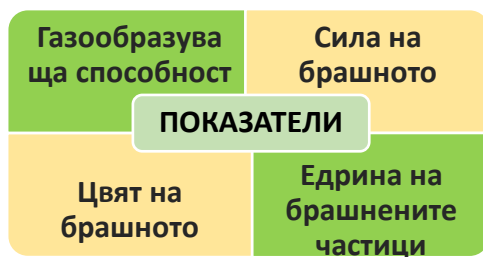 Газообразува
ща способност
Сила на
брашното
ПОКАЗАТЕЛИ
Цвят на
брашното
Едрина на
брашнените
частици